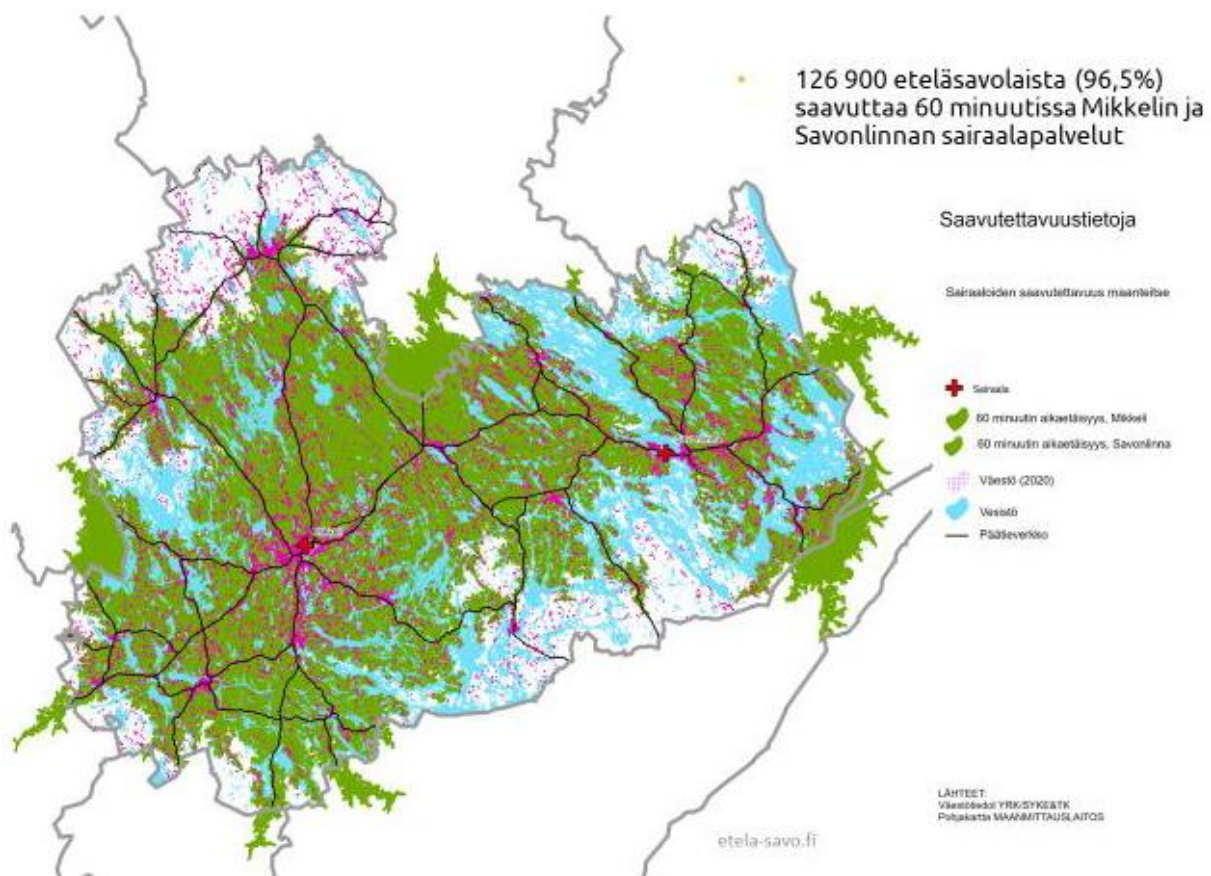 126 900 eteläsavolaista (96,5%)
saavuttaa 60 minuutissa Mikkelin ja
Savonlinnan sairaalapalvelut
Saavutettavuustietoja
Sairaaloiden saavutettavuus maanteitse
Sairaala
60 minuutin aikaetäisyys, Mikkeli
60 minuutin aikaetäisyys, Savonlinna
Väestö (2020)
Vesistö
Päätieverkko
LÄHTEET:
Väestötiedot YRK/SYKE&TK
Pohjakartta MAANMITTAUSLAITOS
etela-savo.fi